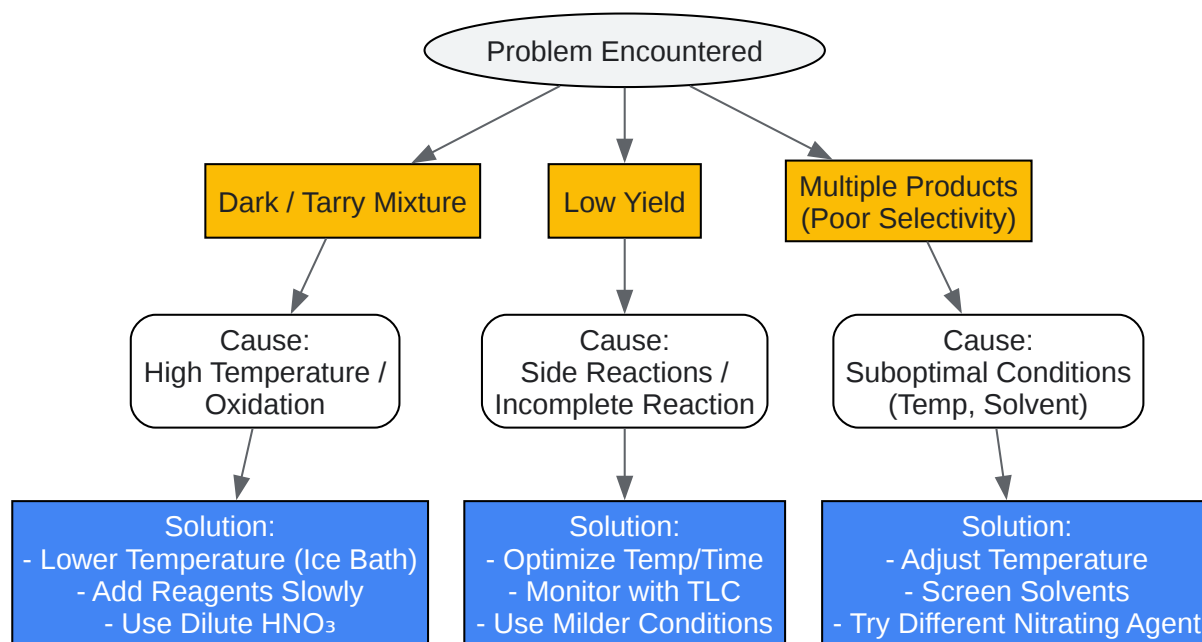 Problem Encountered
Dark / Tarry Mixture
Low Yield
Multiple Products
(Poor Selectivity)
Cause:
High Temperature /
Oxidation
Cause:
Side Reactions /
Incomplete Reaction
Cause:
Suboptimal Conditions
(Temp, Solvent)
Solution:
- Lower Temperature (Ice Bath)
- Add Reagents Slowly
- Use Dilute HNO₃
Solution:
- Optimize Temp/Time
- Monitor with TLC
- Use Milder Conditions
Solution:
- Adjust Temperature
- Screen Solvents
- Try Different Nitrating Agent